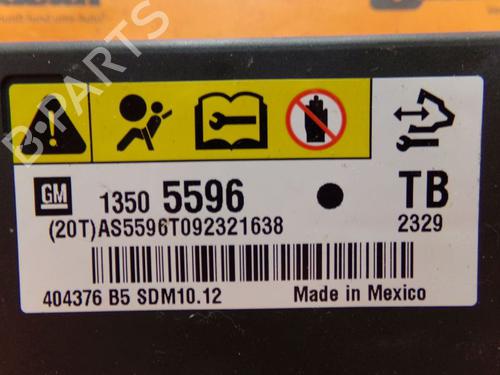 B-PARTS
GM
1350 5596
TB
(20T)AS5596T092321638
2329
404376 B5 SDM10.12
Made in Mexico